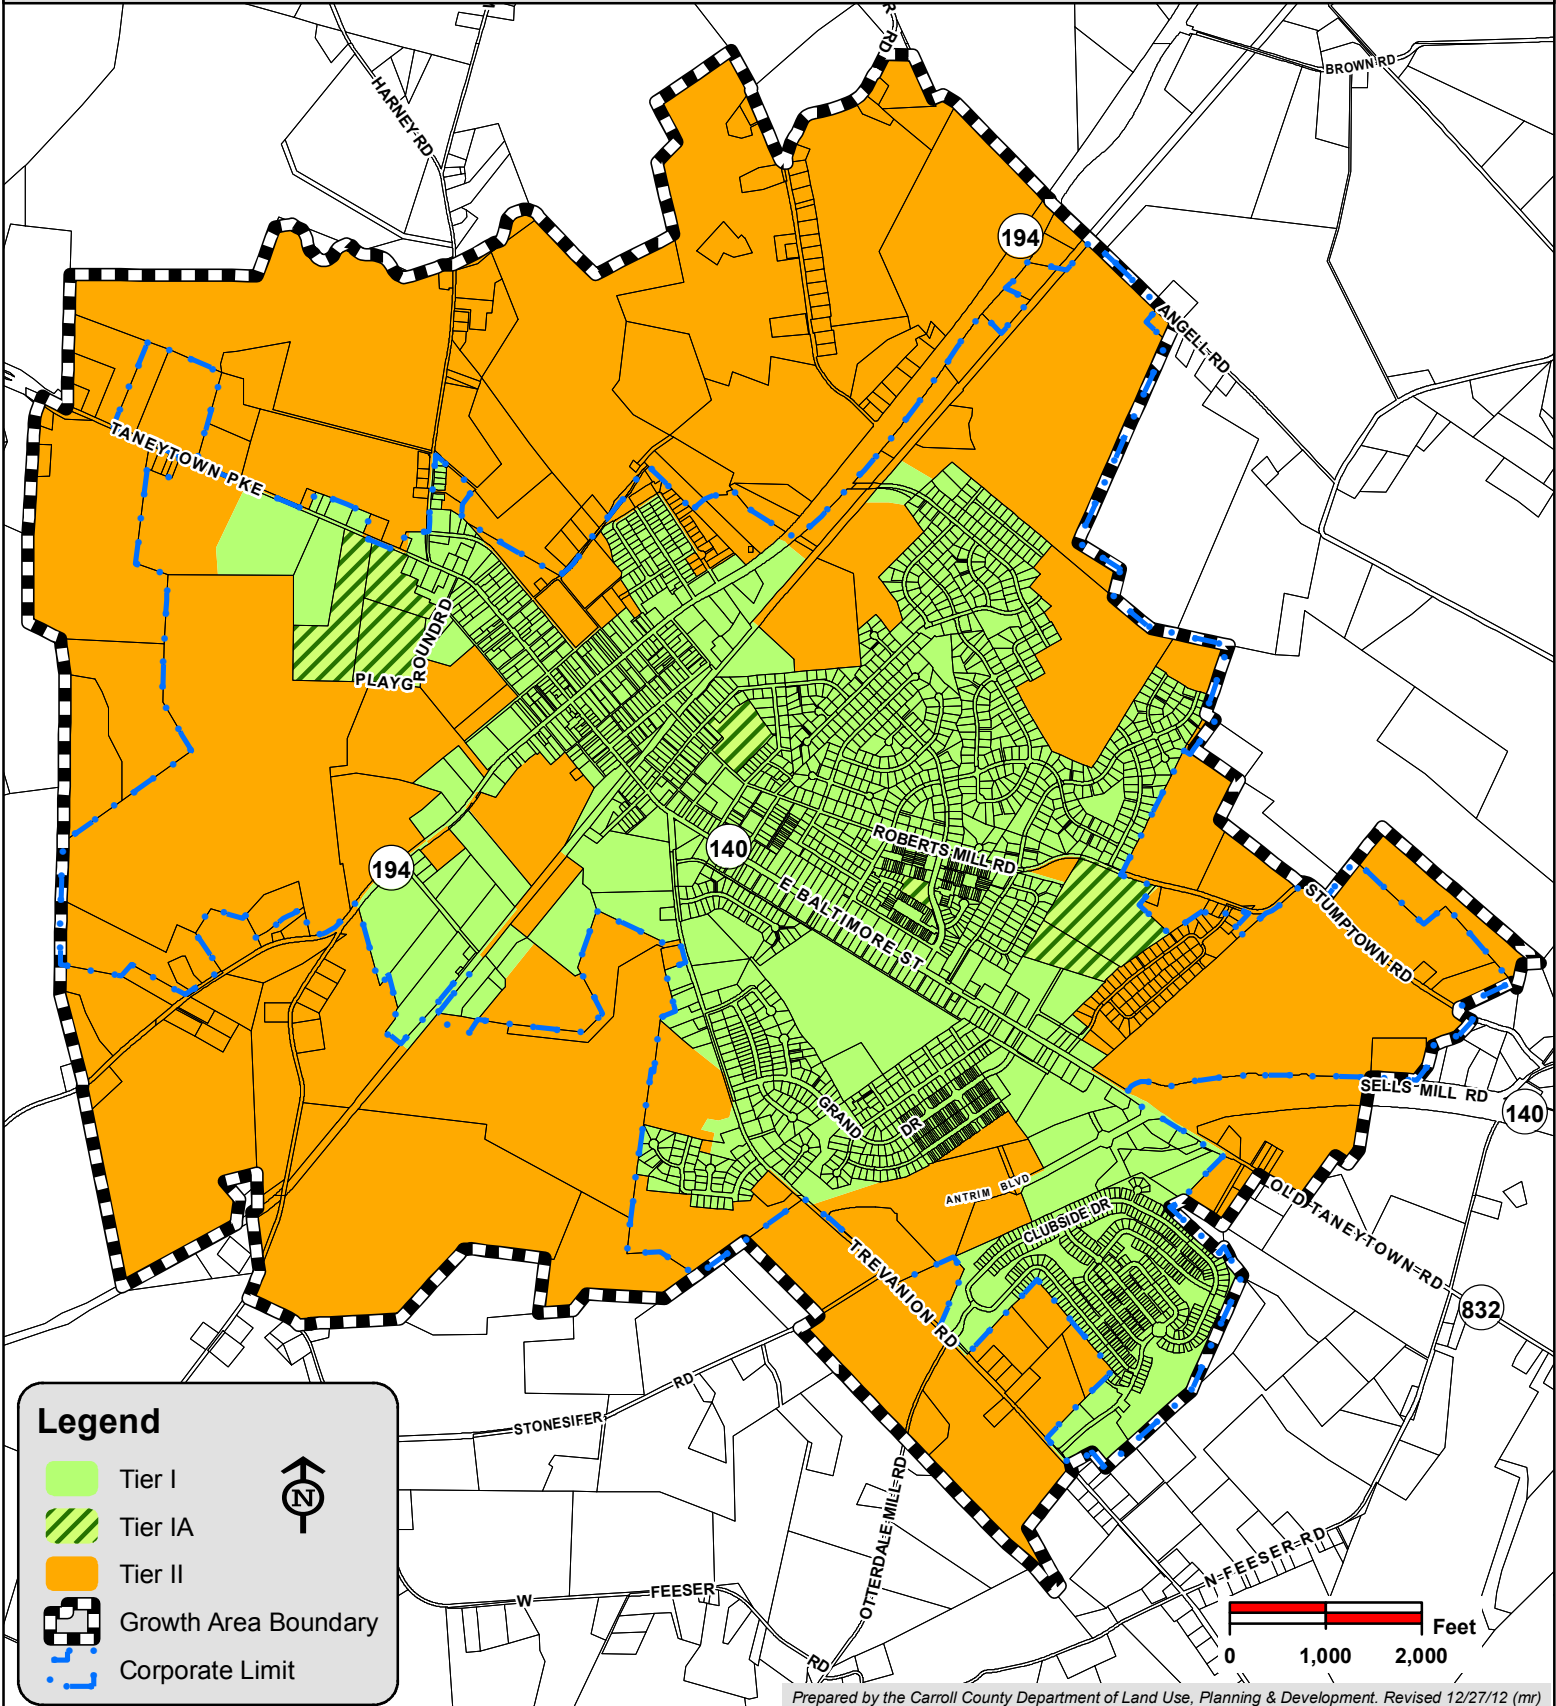 RD
BROWN RD
HARNEY RD
194
ANGELL RD
TANEYTOWN PKE
PLAYGROUND RD
194
140
ROBERTS MILL RD
E BALTIMORE ST
STUMPTOWN RD
SELLS MILL RD
140
GRAND DR
ANTRIM BLVD
CLUBSIDE DR
OLD TANEYTOWN RD
TREVANION RD
832
STONESIFER RD
OTTERDALE MILL RD
N FEESER RD
W FEESER RD
Legend
Tier I
N
Tier IA
Tier II
Growth Area Boundary
Corporate Limit
Feet
0 1,000 2,000
Prepared by the Carroll County Department of Land Use, Planning & Development. Revised 12/27/12 (mr)